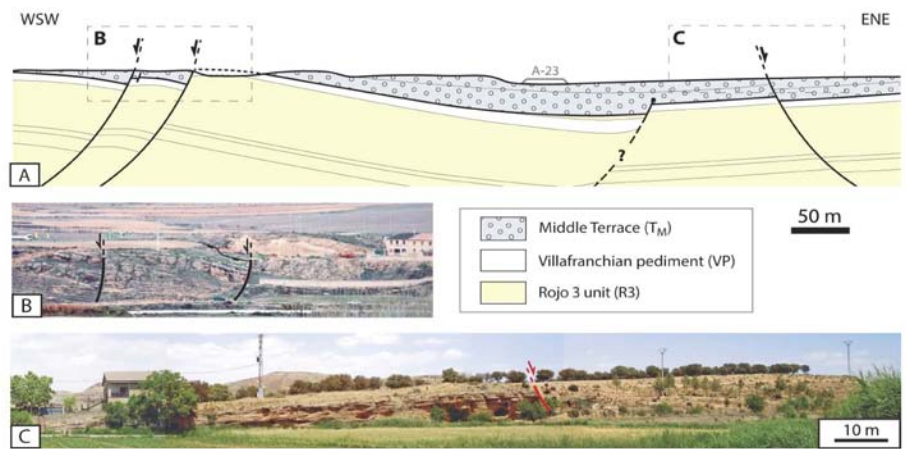 WSW
ENE
B
C
A-23
?
A
50 m
Middle Terrace (TM)
Villafranchian pediment (VP)
Rojo 3 unit (R3)
B
C
10 m